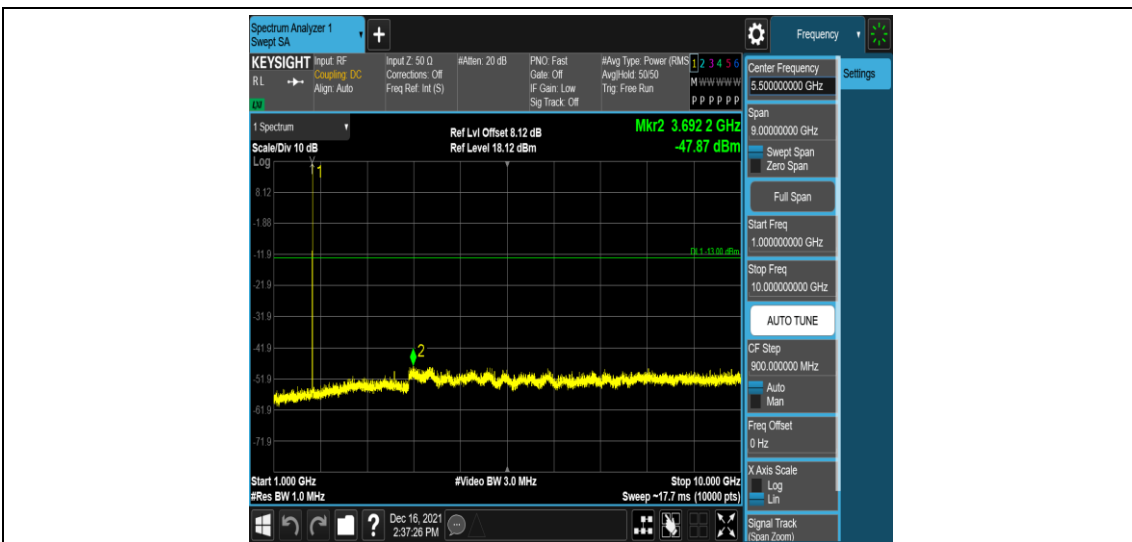 Spectrum Analyzer 1
Swept SA
+
Frequency
KEYSIGHT
RL
LXI
Input: RF
Coupling: DC
Align: Auto
Input Z: 50 Ω
Corrections: Off
Freq Ref: Int (S)
#Atten: 20 dB
PNO: Fast
Gate: Off
IF Gain: Low
Sig Track: Off
#Avg Type: Power (RMS
Avg|Hold: 50/50
Trig: Free Run
1 2 3 4 5 6
M W W W W W
P P P P P P
1 Spectrum
Scale/Div 10 dB
Log
Ref Lvl Offset 8.12 dB
Ref Level 18.12 dBm
Mkr2 3.692 2 GHz
-47.87 dBm
1
8.12
-1.88
-11.9
DL1 -13.00 dBm
-21.9
-31.9
-41.9
2
-51.9
-61.9
-71.9
Start 1.000 GHz
#Res BW 1.0 MHz
#Video BW 3.0 MHz
Stop 10.000 GHz
Sweep ~17.7 ms (10000 pts)
?
Dec 16, 2021
2:37:26 PM
Center Frequency
5.500000000 GHz
Settings
Span
9.00000000 GHz
Swept Span
Zero Span
Full Span
Start Freq
1.000000000 GHz
Stop Freq
10.000000000 GHz
AUTO TUNE
CF Step
900.000000 MHz
Auto
Man
Freq Offset
0 Hz
X Axis Scale
Log
Lin
Signal Track
(Span Zoom)